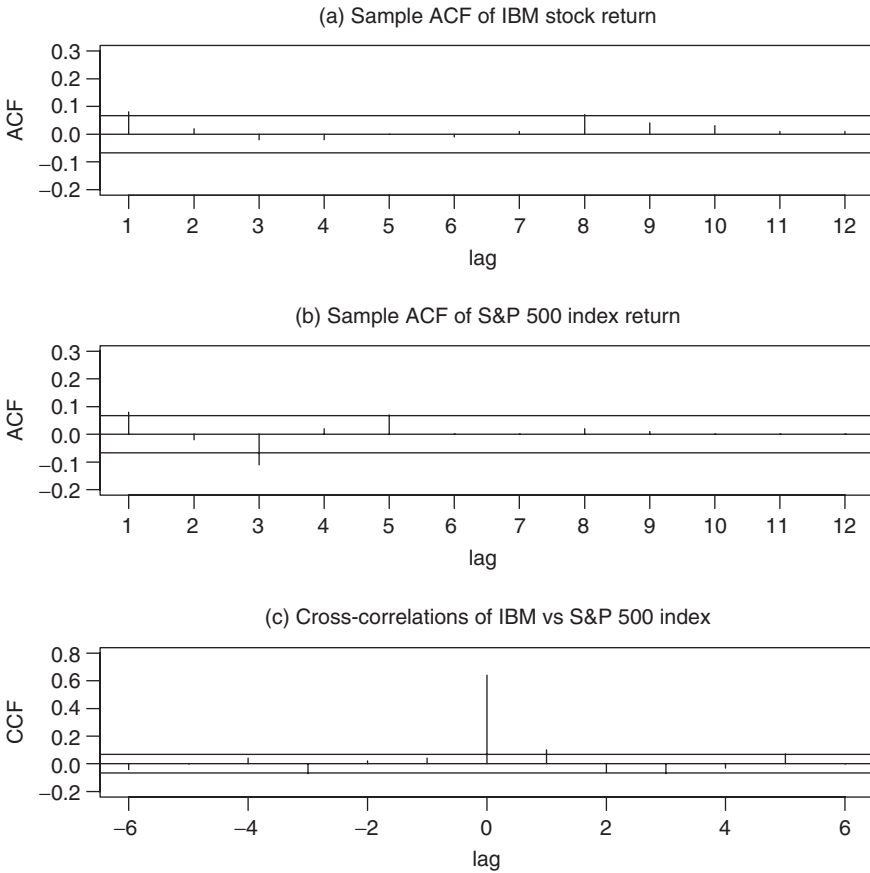 (a) Sample ACF of IBM stock return
ACF
0.3
0.2
0.1
0.0
−0.1
−0.2
1 2 3 4 5 6 7 8 9 10 11 12
lag
(b) Sample ACF of S&P 500 index return
ACF
0.3
0.2
0.1
0.0
−0.1
−0.2
1 2 3 4 5 6 7 8 9 10 11 12
lag
(c) Cross-correlations of IBM vs S&P 500 index
CCF
0.8
0.6
0.4
0.2
0.0
−0.2
−6 −4 −2 0 2 4 6
lag